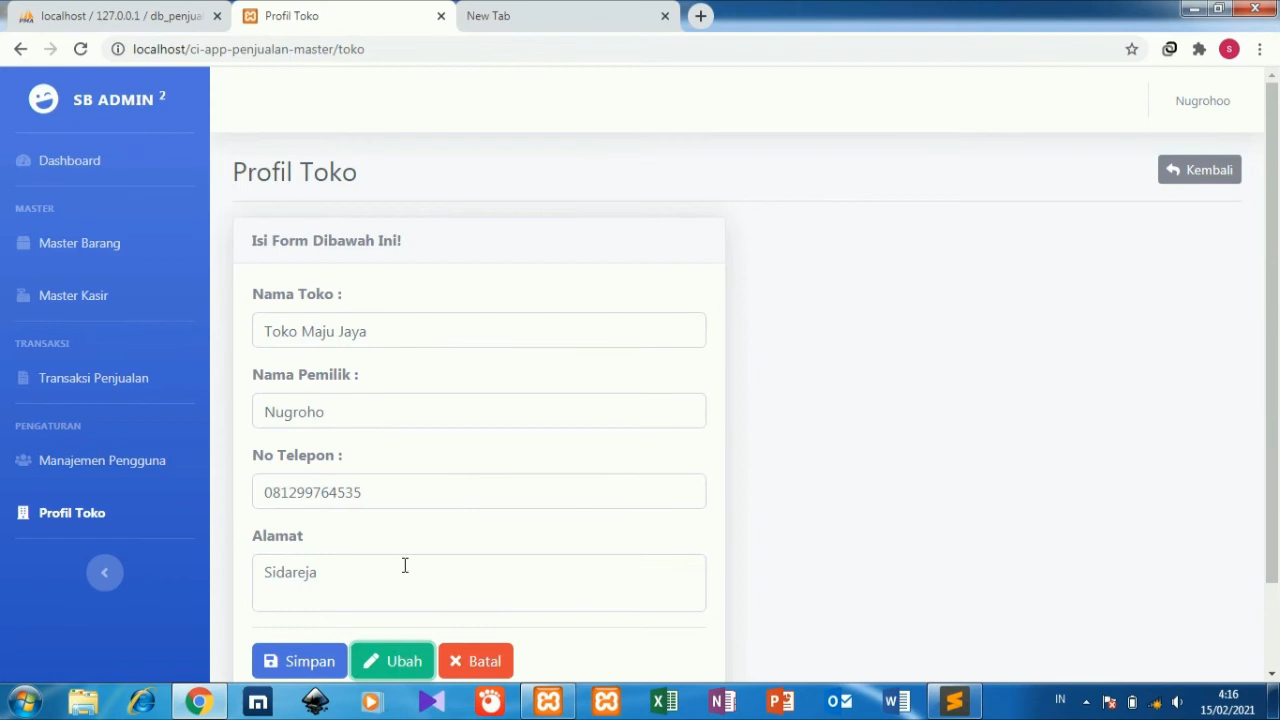 localhost / 127.0.0.1 / db_penjua
Profil Toko
New Tab
localhost/ci-app-penjualan-master/toko
S
SB ADMIN 2
Nugrohoo
Dashboard
MASTER
Master Barang
Master Kasir
TRANSAKSI
Transaksi Penjualan
PENGATURAN
Manajemen Pengguna
Profil Toko
Profil Toko
Kembali
Isi Form Dibawah Ini!
Nama Toko :
Toko Maju Jaya
Nama Pemilik :
Nugroho
No Telepon :
081299764535
Alamat
Sidareja
Simpan
Ubah
Batal
IN
4:16
15/02/2021